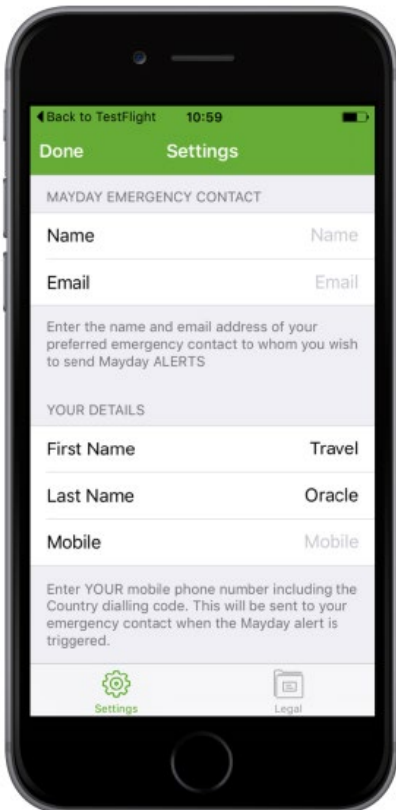 Back to TestFlight 10:59
Done Settings
MAYDAY EMERGENCY CONTACT
Name Name
Email Email
Enter the name and email address of your
preferred emergency contact to whom you wish
to send Mayday ALERTS
YOUR DETAILS
First Name Travel
Last Name Oracle
Mobile Mobile
Enter YOUR mobile phone number including the
Country dialling code. This will be sent to your
emergency contact when the Mayday alert is
triggered.
Settings Legal